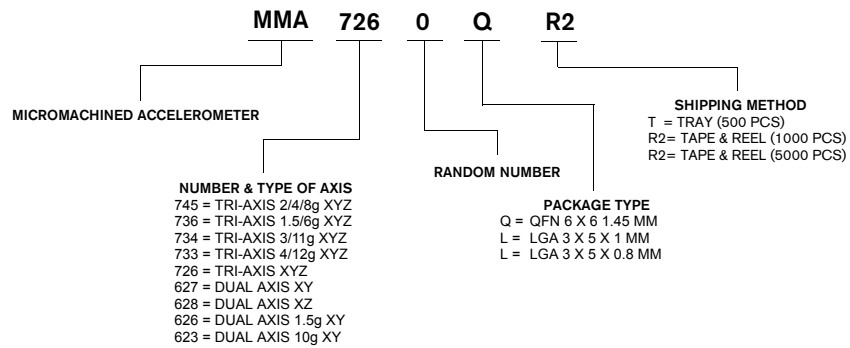 MMA 726 0 Q R2
MICROMACHINED ACCELEROMETER
NUMBER & TYPE OF AXIS
745 = TRI-AXIS 2/4/8g XYZ
736 = TRI-AXIS 1.5/6g XYZ
734 = TRI-AXIS 3/11g XYZ
733 = TRI-AXIS 4/12g XYZ
726 = TRI-AXIS XYZ
627 = DUAL AXIS XY
628 = DUAL AXIS XZ
626 = DUAL AXIS 1.5g XY
623 = DUAL AXIS 10g XY
RANDOM NUMBER
PACKAGE TYPE
Q = QFN 6 X 6 1.45 MM
L = LGA 3 X 5 X 1 MM
L = LGA 3 X 5 X 0.8 MM
SHIPPING METHOD
T = TRAY (500 PCS)
R2= TAPE & REEL (1000 PCS)
R2= TAPE & REEL (5000 PCS)